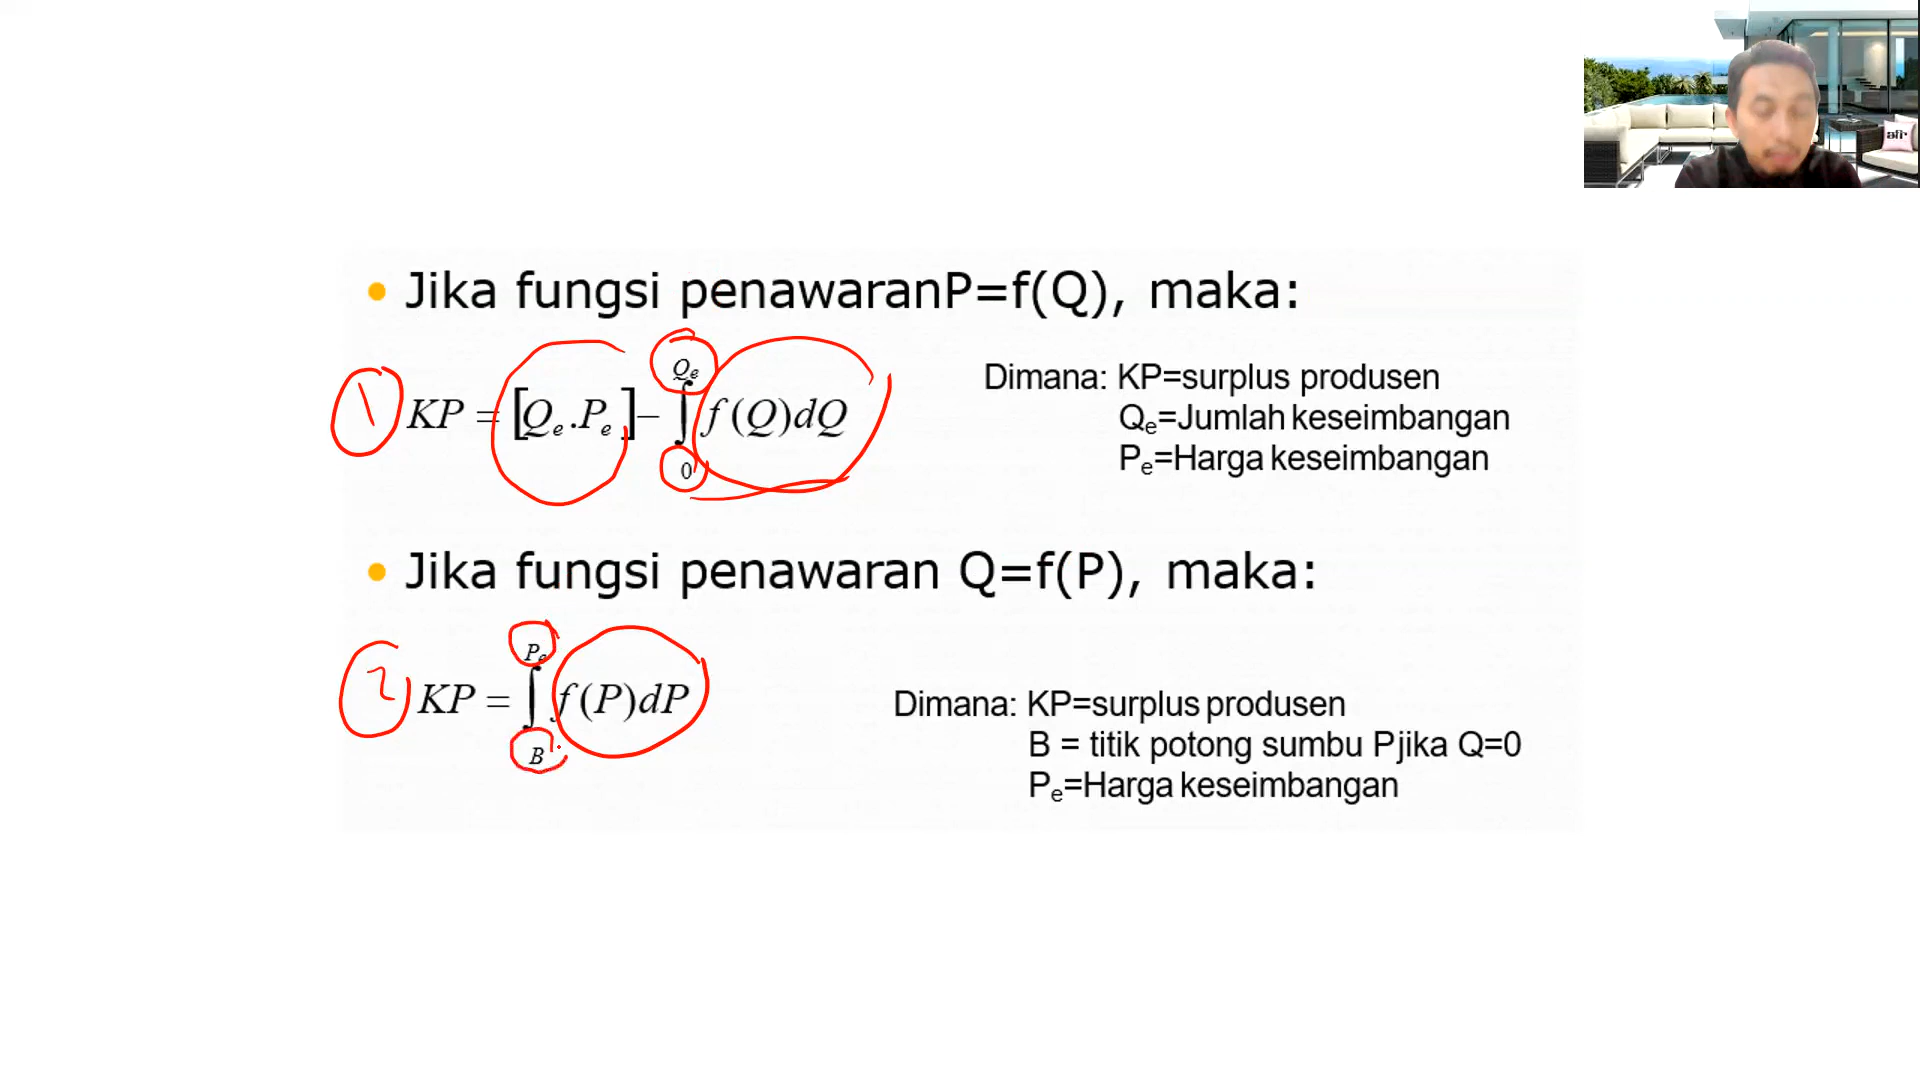 afr
• Jika fungsi penawaranP=f(Q), maka:
1 KP = [Qₑ.Pₑ] − ∫₀^Qₑ f(Q)dQ
Dimana: KP=surplus produsen
Qₑ=Jumlah keseimbangan
Pₑ=Harga keseimbangan
• Jika fungsi penawaran Q=f(P), maka:
2 KP = ∫_B^Pₑ f(P)dP
Dimana: KP=surplus produsen
B = titik potong sumbu Pjika Q=0
Pₑ=Harga keseimbangan